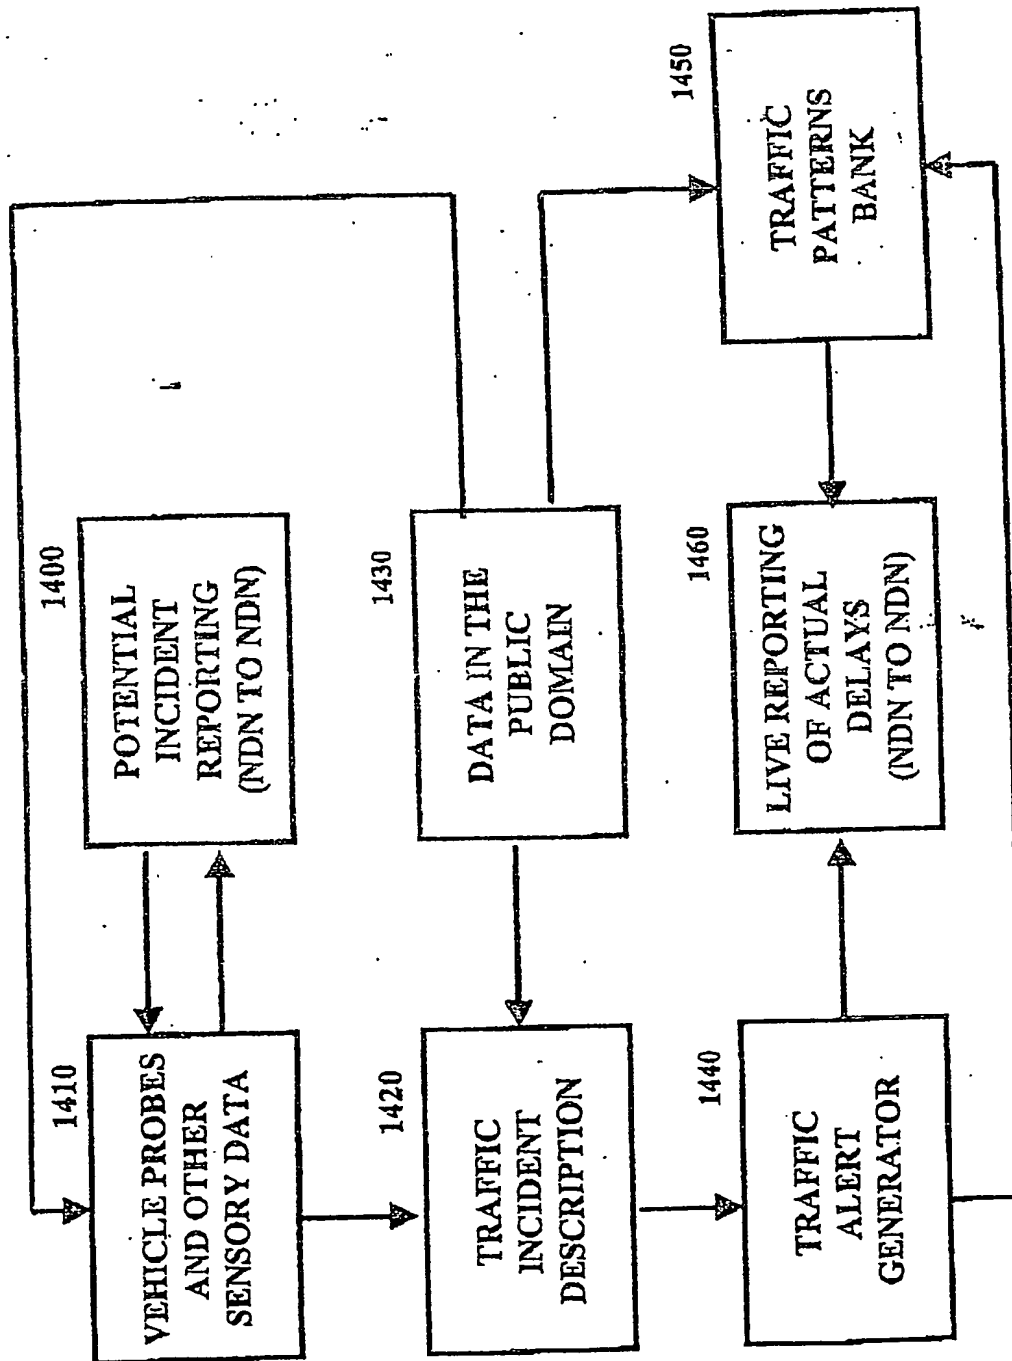 1410
VEHICLE PROBES
AND OTHER
SENSORY DATA
1400
POTENTIAL
INCIDENT
REPORTING
(NDN TO NDN)
1420
TRAFFIC
INCIDENT
DESCRIPTION
1430
DATA IN THE
PUBLIC
DOMAIN
1440
TRAFFIC
ALERT
GENERATOR
1460
LIVE REPORTING
OF ACTUAL
DELAYS
(NDN TO NDN)
1450
TRAFFIC
PATTERNS
BANK